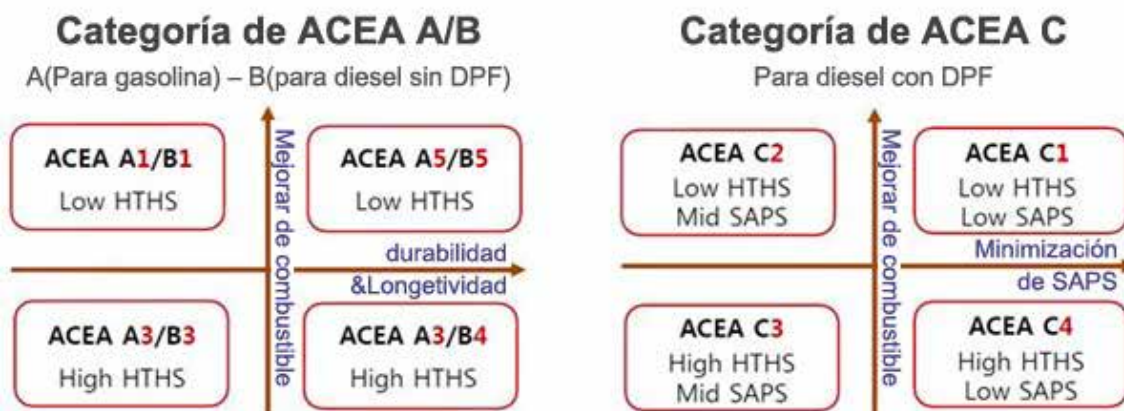 Categoría de ACEA A/B
A(Para gasolina) – B(para diesel sin DPF)
ACEA A1/B1
Low HTHS
ACEA A5/B5
Low HTHS
Mejorar de combustible
durabilidad
&Longetividad
ACEA A3/B3
High HTHS
ACEA A3/B4
High HTHS
Categoría de ACEA C
Para diesel con DPF
ACEA C2
Low HTHS
Mid SAPS
ACEA C1
Low HTHS
Low SAPS
Mejorar de combustible
Minimización
de SAPS
ACEA C3
High HTHS
Mid SAPS
ACEA C4
High HTHS
Low SAPS